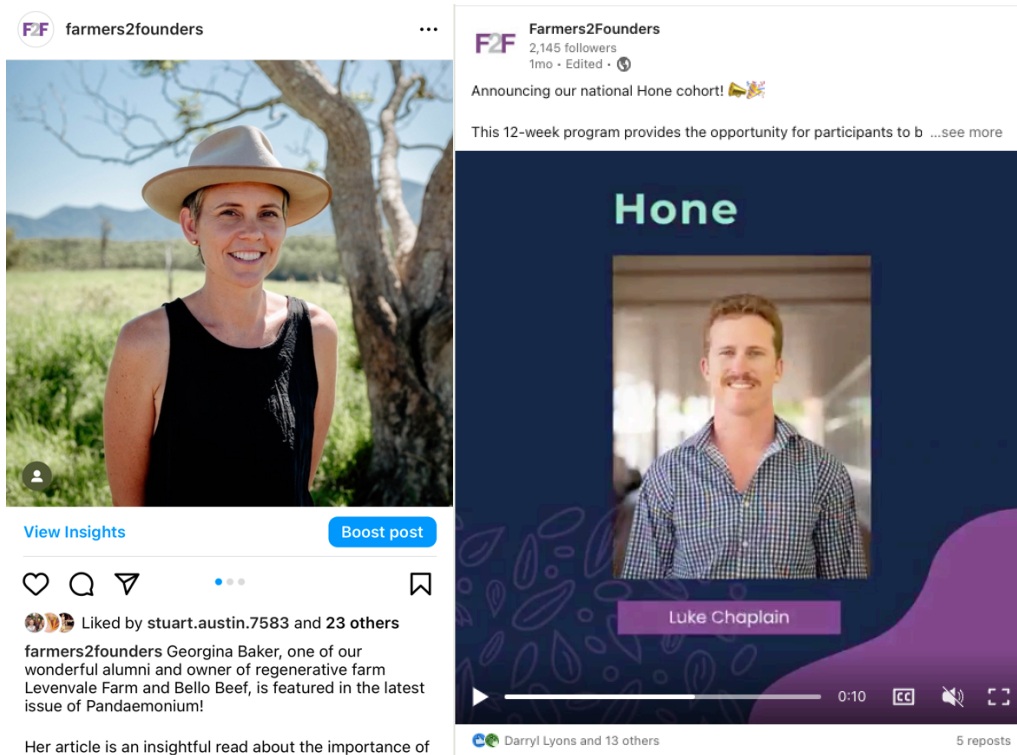 F2F
farmers2founders
View Insights
Boost post
Liked by stuart.austin.7583 and 23 others
farmers2founders Georgina Baker, one of our
wonderful alumni and owner of regenerative farm
Levenvale Farm and Bello Beef, is featured in the latest
issue of Pandaemonium!
Her article is an insightful read about the importance of
F2F
Farmers2Founders
2,145 followers
1mo • Edited •
Announcing our national Hone cohort! 📣🎉
This 12-week program provides the opportunity for participants to b ...see more
Hone
Luke Chaplain
0:10
CC
Darryl Lyons and 13 others
5 reposts